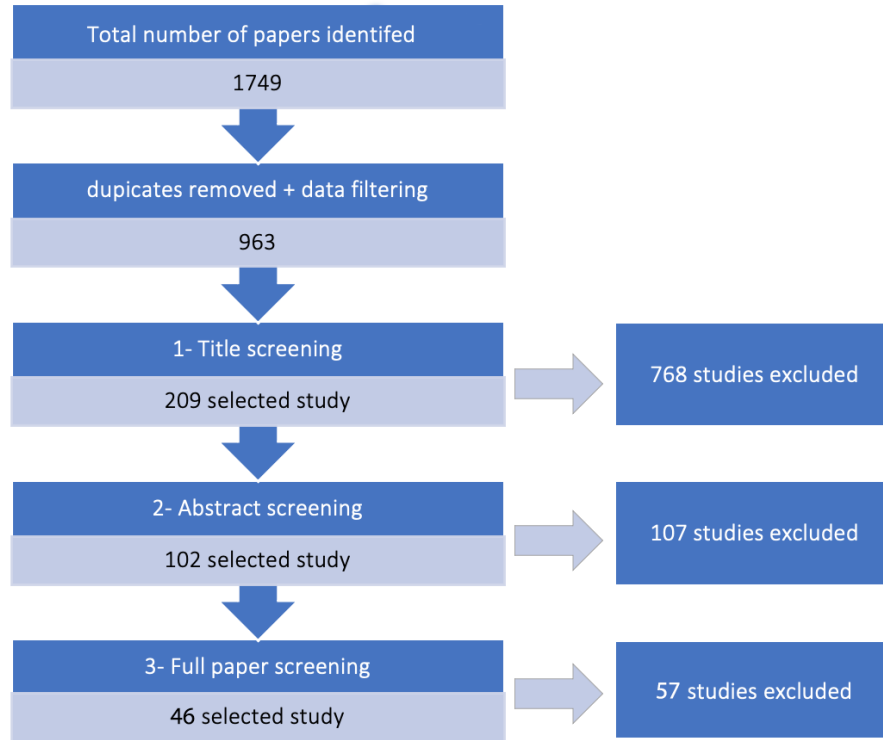 Total number of papers identifed
1749
dupicates removed + data filtering
963
1- Title screening
209 selected study
768 studies excluded
2- Abstract screening
102 selected study
107 studies excluded
3- Full paper screening
46 selected study
57 studies excluded